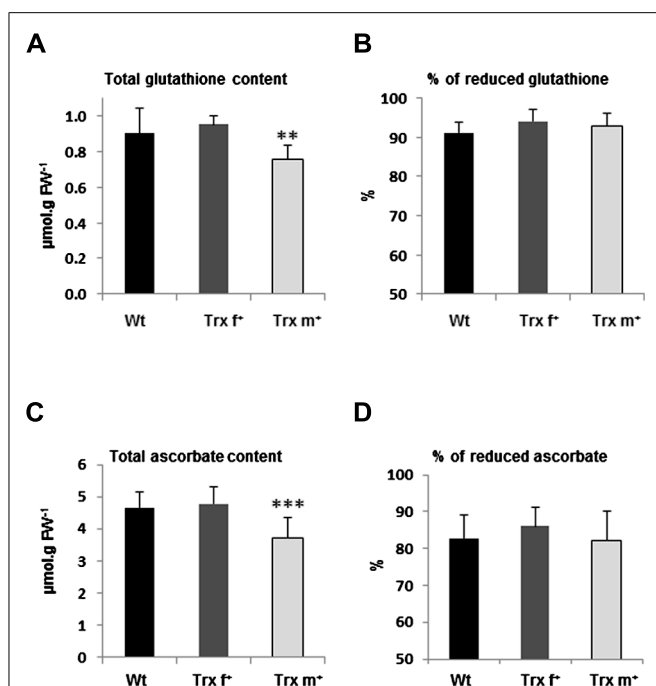 A
Total glutathione content
µmol.g FW⁻¹
1.0
0.8
0.6
0.4
0.2
0.0
**
Wt Trx f⁺ Trx m⁺
B
% of reduced glutathione
%
100
90
80
70
60
50
Wt Trx f⁺ Trx m⁺
C
Total ascorbate content
µmol.g FW⁻¹
6
5
4
3
2
1
0
***
Wt Trx f⁺ Trx m⁺
D
% of reduced ascorbate
%
100
90
80
70
60
50
Wt Trx f⁺ Trx m⁺